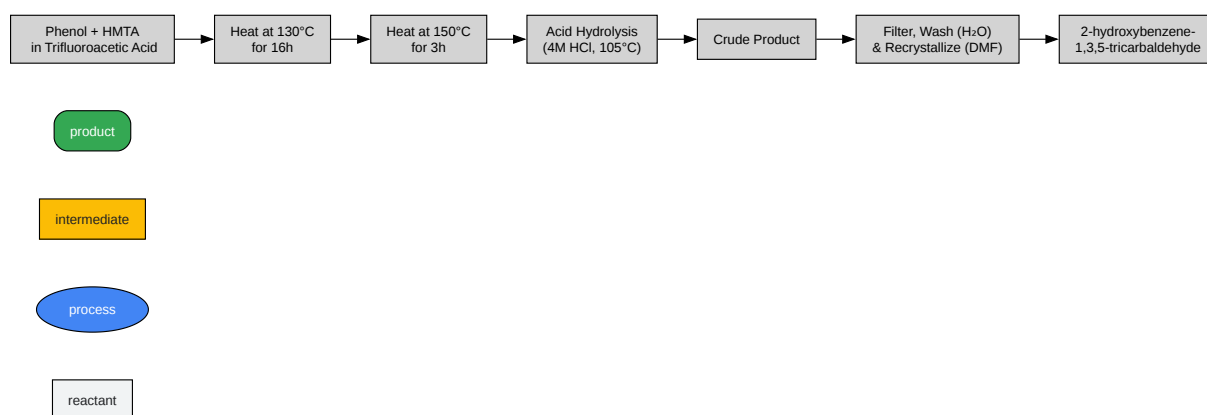 Phenol + HMTA
in Trifluoroacetic Acid
Heat at 130°C
for 16h
Heat at 150°C
for 3h
Acid Hydrolysis
(4M HCl, 105°C)
Crude Product
Filter, Wash (H₂O)
& Recrystallize (DMF)
2-hydroxybenzene-
1,3,5-tricarbaldehyde
product
intermediate
process
reactant